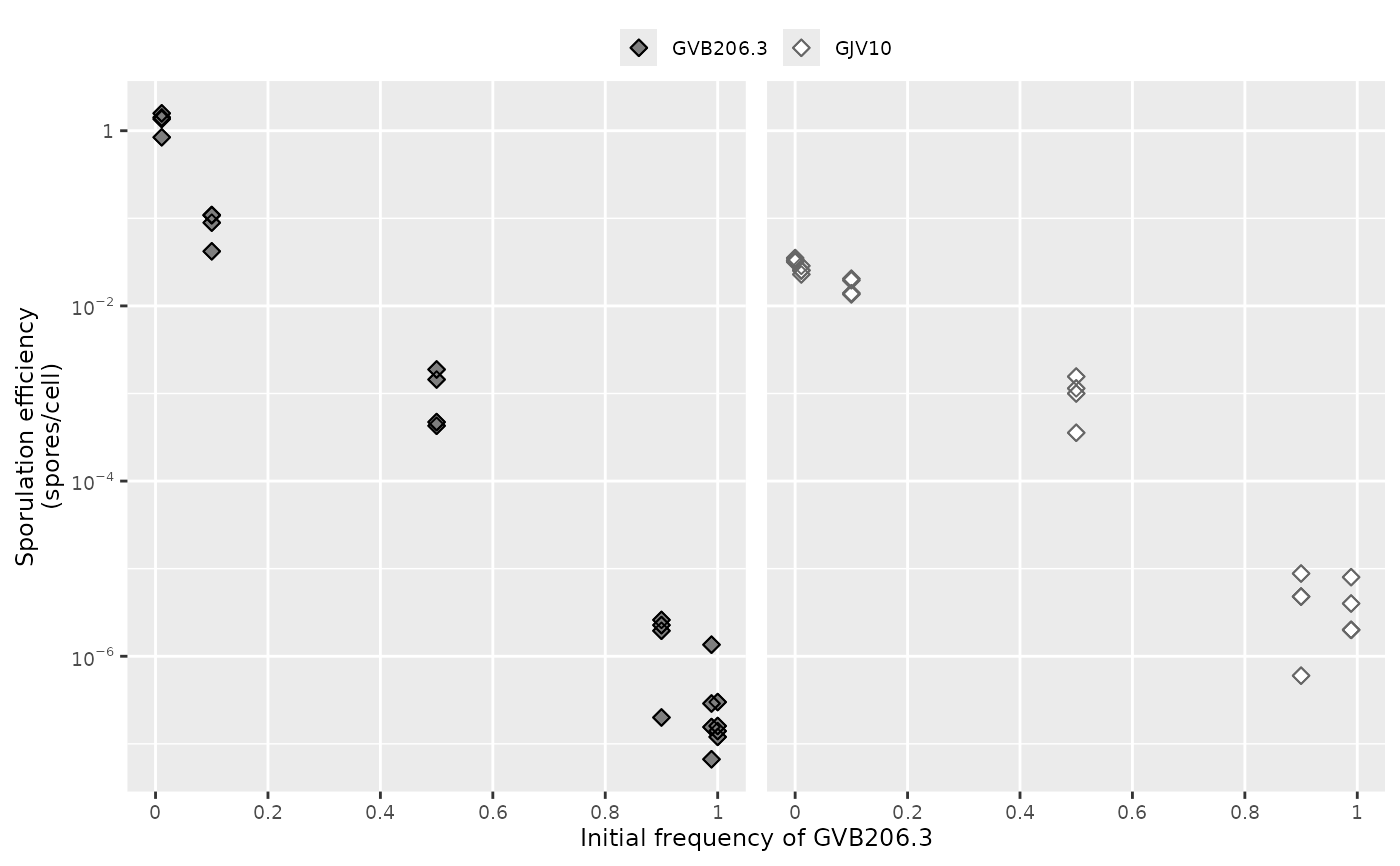 GVB206.3 GJV10
1
10⁻²
10⁻⁴
10⁻⁶
Sporulation efficiency
(spores/cell)
0 0.2 0.4 0.6 0.8 1 0 0.2 0.4 0.6 0.8 1
Initial frequency of GVB206.3